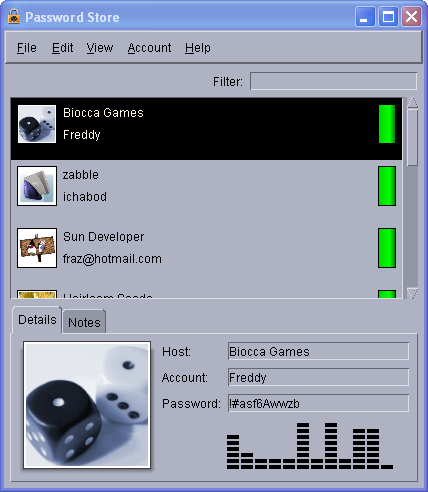 Password Store
File Edit View Account Help
Filter:
Biocca Games
Freddy
zabble
ichabod
Sun Developer
fraz@hotmail.com
Heirloom Seeds
Details Notes
Host: Biocca Games
Account: Freddy
Password: !#asf6Awwzb